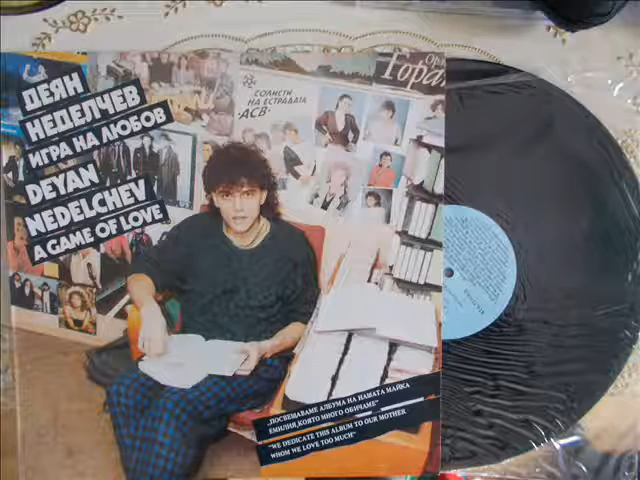 ДЕЯН
НЕДЕЛЧЕВ
ИГРА НА ЛЮБОВ
DEYAN
NEDELCHEV
A GAME OF LOVE
СОЛИСТИ
НА ЕСТРАДАТА
"АСВ"
Гора
„ПОСВЕЩАВАМЕ АЛБУМА НА НАШАТА МАЙКА
ЕМИЛИЯ, КОЯТО МНОГО ОБИЧАМЕ"
"WE DEDICATE THIS ALBUM TO OUR MOTHER
WHOM WE LOVE TOO MUCH"